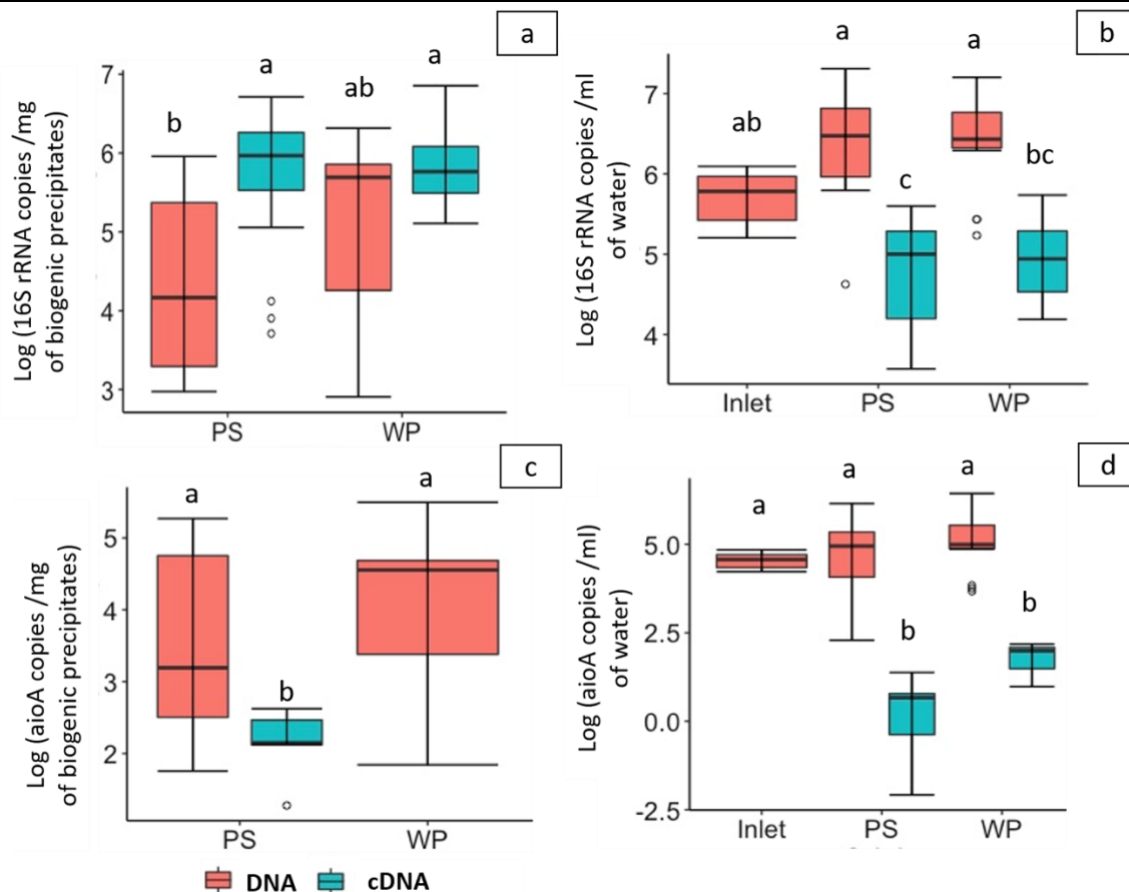 a
Log (16S rRNA copies /mg
of biogenic precipitates)
7
6
5
4
3
b
a
ab
a
PS
WP
b
Log (16S rRNA copies /ml
of water)
7
6
5
4
ab
a
c
a
bc
Inlet
PS
WP
c
Log (aioA copies /mg
of biogenic precipitates)
5
4
3
2
a
b
a
PS
WP
d
Log (aioA copies /ml)
of water)
5.0
2.5
0.0
-2.5
a
a
b
a
b
Inlet
PS
WP
DNA
cDNA